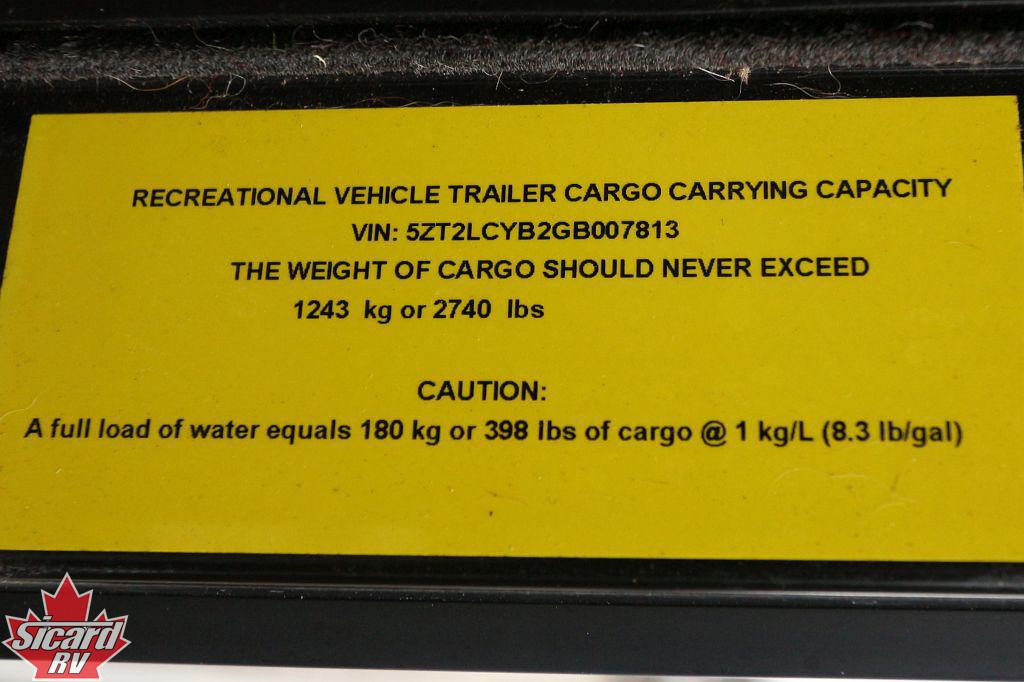 RECREATIONAL VEHICLE TRAILER CARGO CARRYING CAPACITY
VIN: 5ZT2LCYB2GB007813
THE WEIGHT OF CARGO SHOULD NEVER EXCEED
1243 kg or 2740 lbs
CAUTION:
A full load of water equals 180 kg or 398 lbs of cargo @ 1 kg/L (8.3 lb/gal)
Sicard
RV